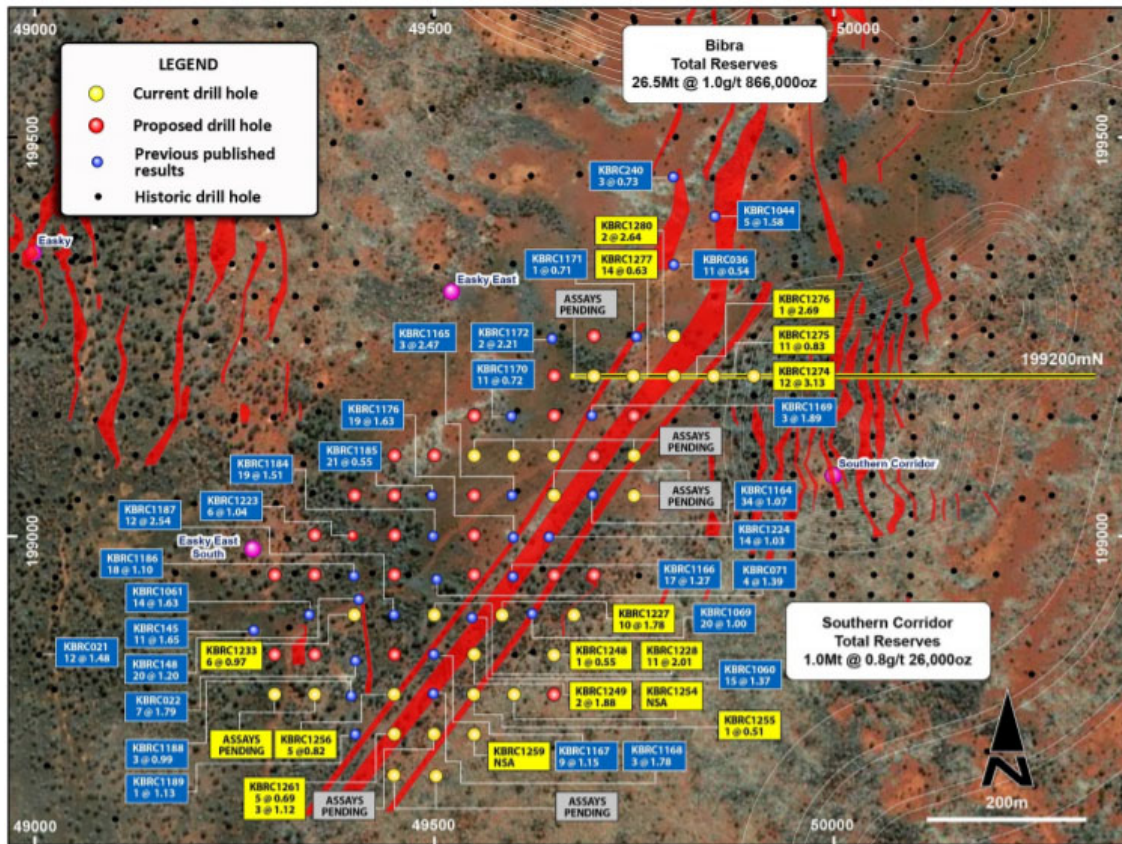 49000
49500
50000
LEGEND
Current drill hole
Proposed drill hole
Previous published
results
Historic drill hole
Bibra
Total Reserves
26.5Mt @ 1.0g/t 866,000oz
199500
199500
KBRC240
3 @ 0.73
KBRC1044
5 @ 1.58
KBRC1280
2 @ 2.64
KBRC1171
1 @ 0.71
KBRC1277
14 @ 0.63
KBRC036
11 @ 0.54
Easky
Easky East
ASSAYS
PENDING
KBRC1276
1 @ 2.69
KBRC1165
3 @ 2.47
KBRC1172
2 @ 2.21
KBRC1275
11 @ 0.83
199200mN
KBRC1170
11 @ 0.72
KBRC1274
12 @ 3.13
KBRC1176
19 @ 1.63
KBRC1169
3 @ 1.89
ASSAYS
PENDING
KBRC1185
21 @ 0.55
KBRC1184
19 @ 1.51
Southern Corridor
ASSAYS
PENDING
KBRC1164
34 @ 1.07
KBRC1223
6 @ 1.04
KBRC1187
12 @ 2.54
KBRC1224
14 @ 1.03
199000
199000
Easky East
South
KBRC1186
18 @ 1.10
KBRC1166
17 @ 1.27
KBRC071
4 @ 1.39
KBRC1061
14 @ 1.63
KBRC145
11 @ 1.65
KBRC1227
10 @ 1.78
KBRC1069
20 @ 1.00
Southern Corridor
Total Reserves
1.0Mt @ 0.8g/t 26,000oz
KBRC021
12 @ 1.48
KBRC1233
6 @ 0.97
KBRC148
20 @ 1.20
KBRC1248
1 @ 0.55
KBRC1228
11 @ 2.01
KBRC1060
15 @ 1.37
KBRC022
7 @ 1.79
KBRC1249
2 @ 1.88
KBRC1254
NSA
KBRC1255
1 @ 0.51
ASSAYS
PENDING
KBRC1256
5 @ 0.82
KBRC1188
3 @ 0.99
KBRC1259
NSA
KBRC1167
9 @ 1.15
KBRC1168
3 @ 1.78
KBRC1189
1 @ 1.13
KBRC1261
5 @ 0.69
3 @ 1.12
ASSAYS
PENDING
ASSAYS
PENDING
N
200m
49000
49500
50000